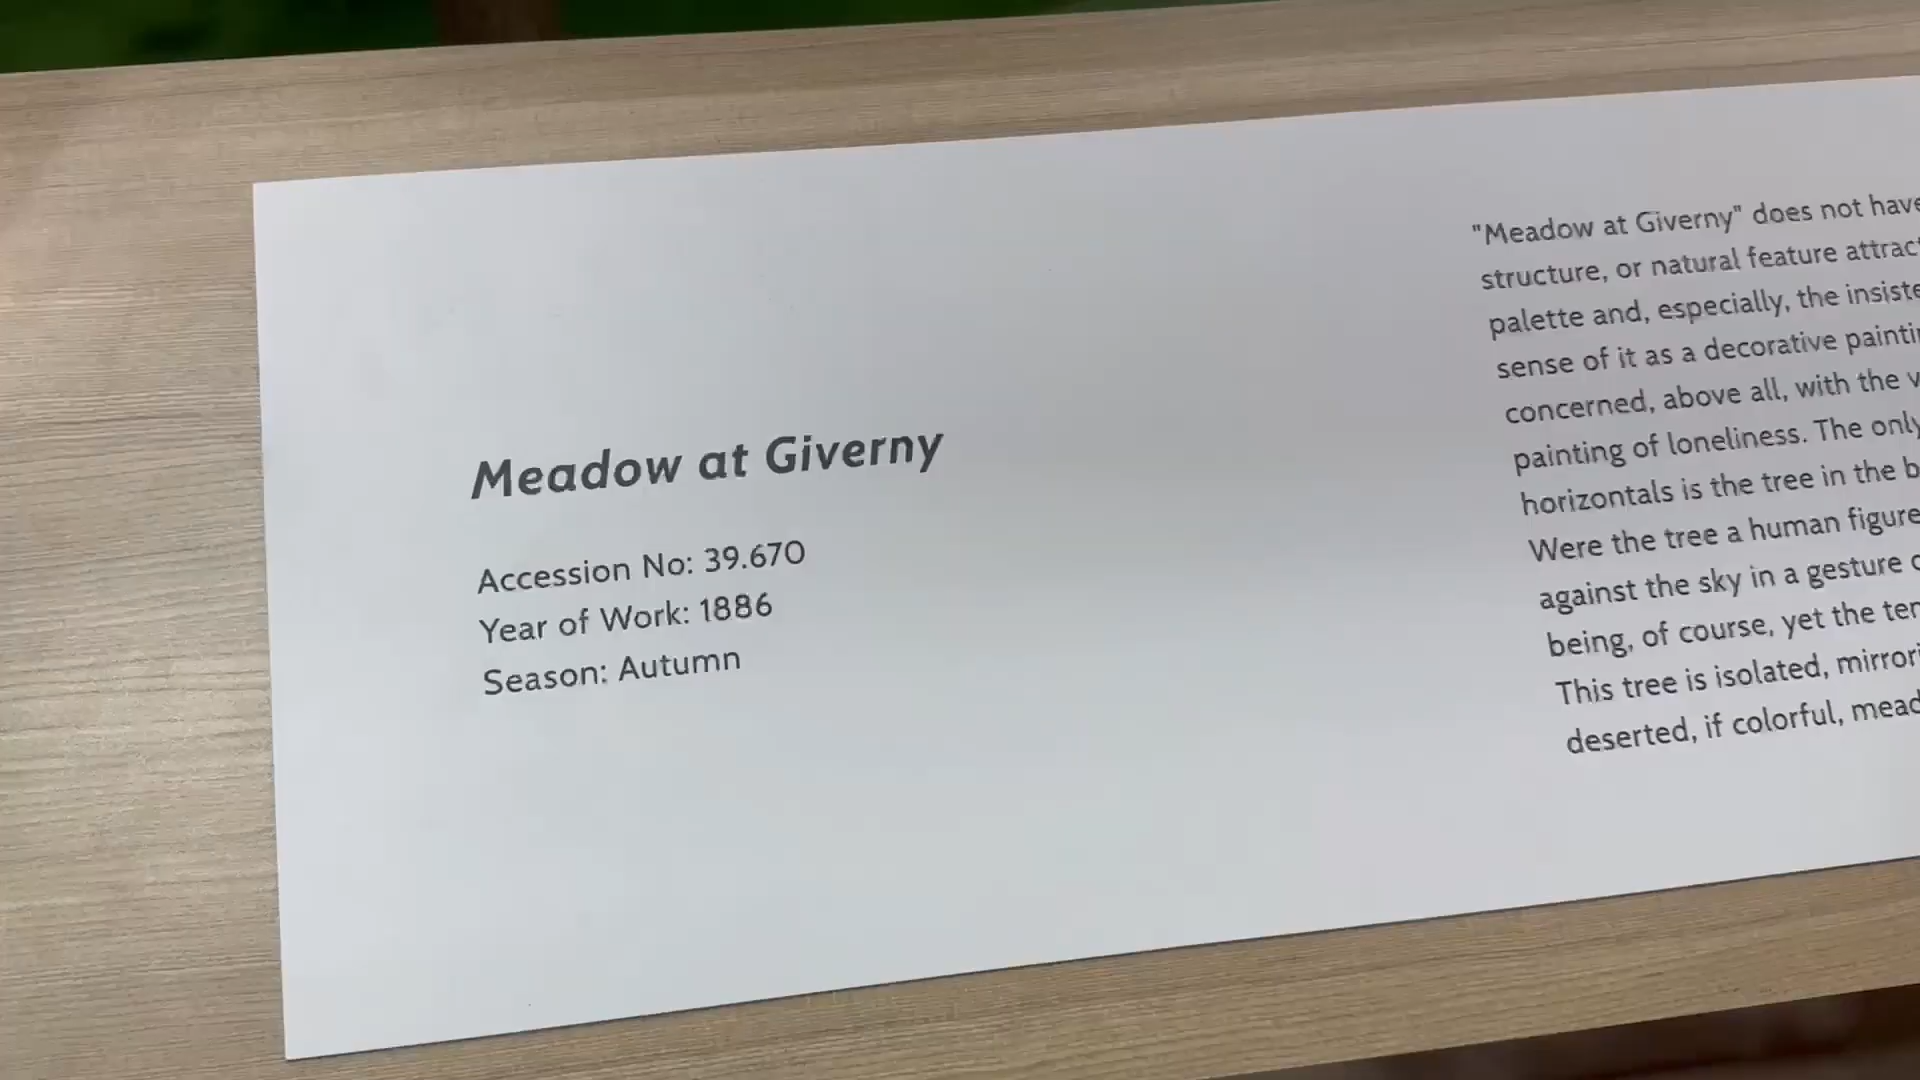 Meadow at Giverny
Accession No: 39.670
Year of Work: 1886
Season: Autumn
"Meadow at Giverny" does not have
structure, or natural feature
palette and, especially, the
sense of it as a decorative
concerned, above all, with the
painting of loneliness. The only
horizontals is the tree in the
Were the tree a human figure
against the sky in a gesture
being, of course, yet the
This tree is isolated,
deserted, if colorful,